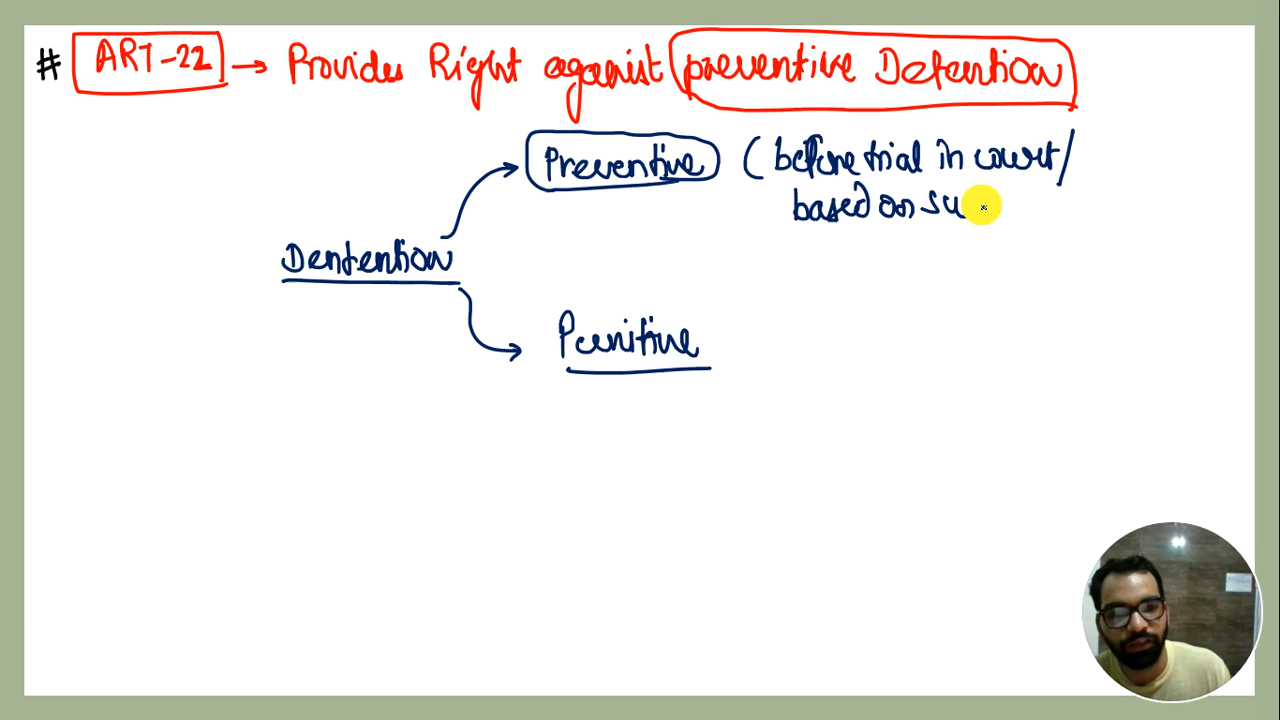 # ART-22 → Provides Right against preventive Detention
Preventive (before trial in court/
based on su
Dentention
Punitive